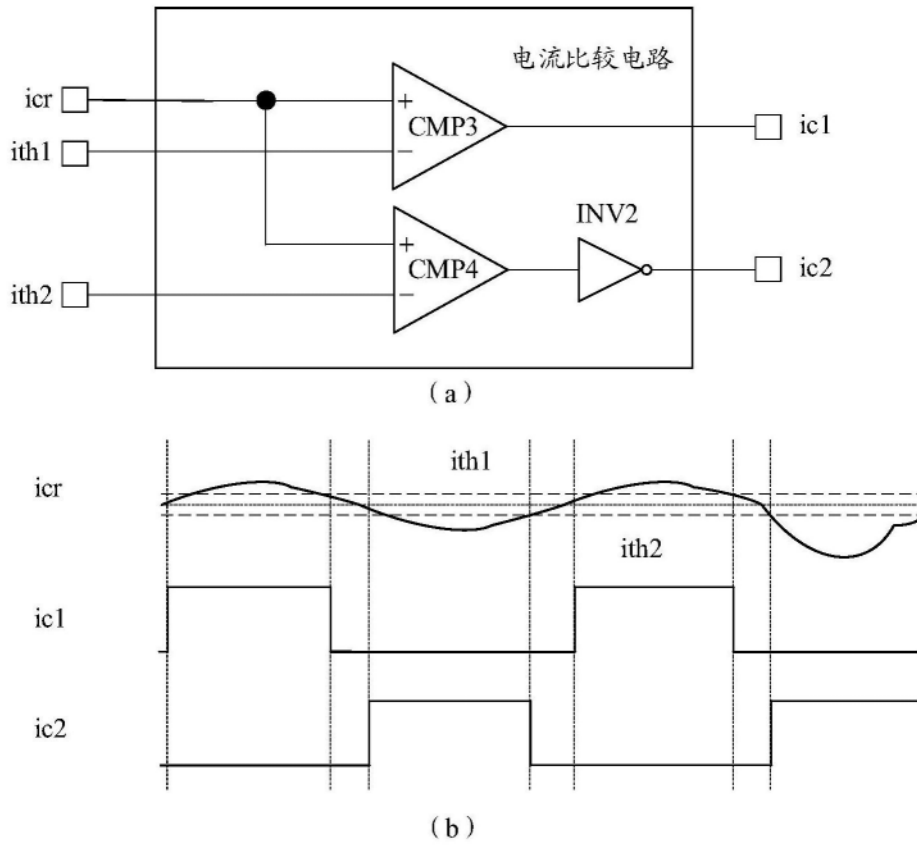 电流比较电路
icr
+
CMP3
ic1
ith1
−
INV2
+
CMP4
ic2
ith2
−
(a)
ith1
icr
ith2
ic1
ic2
(b)